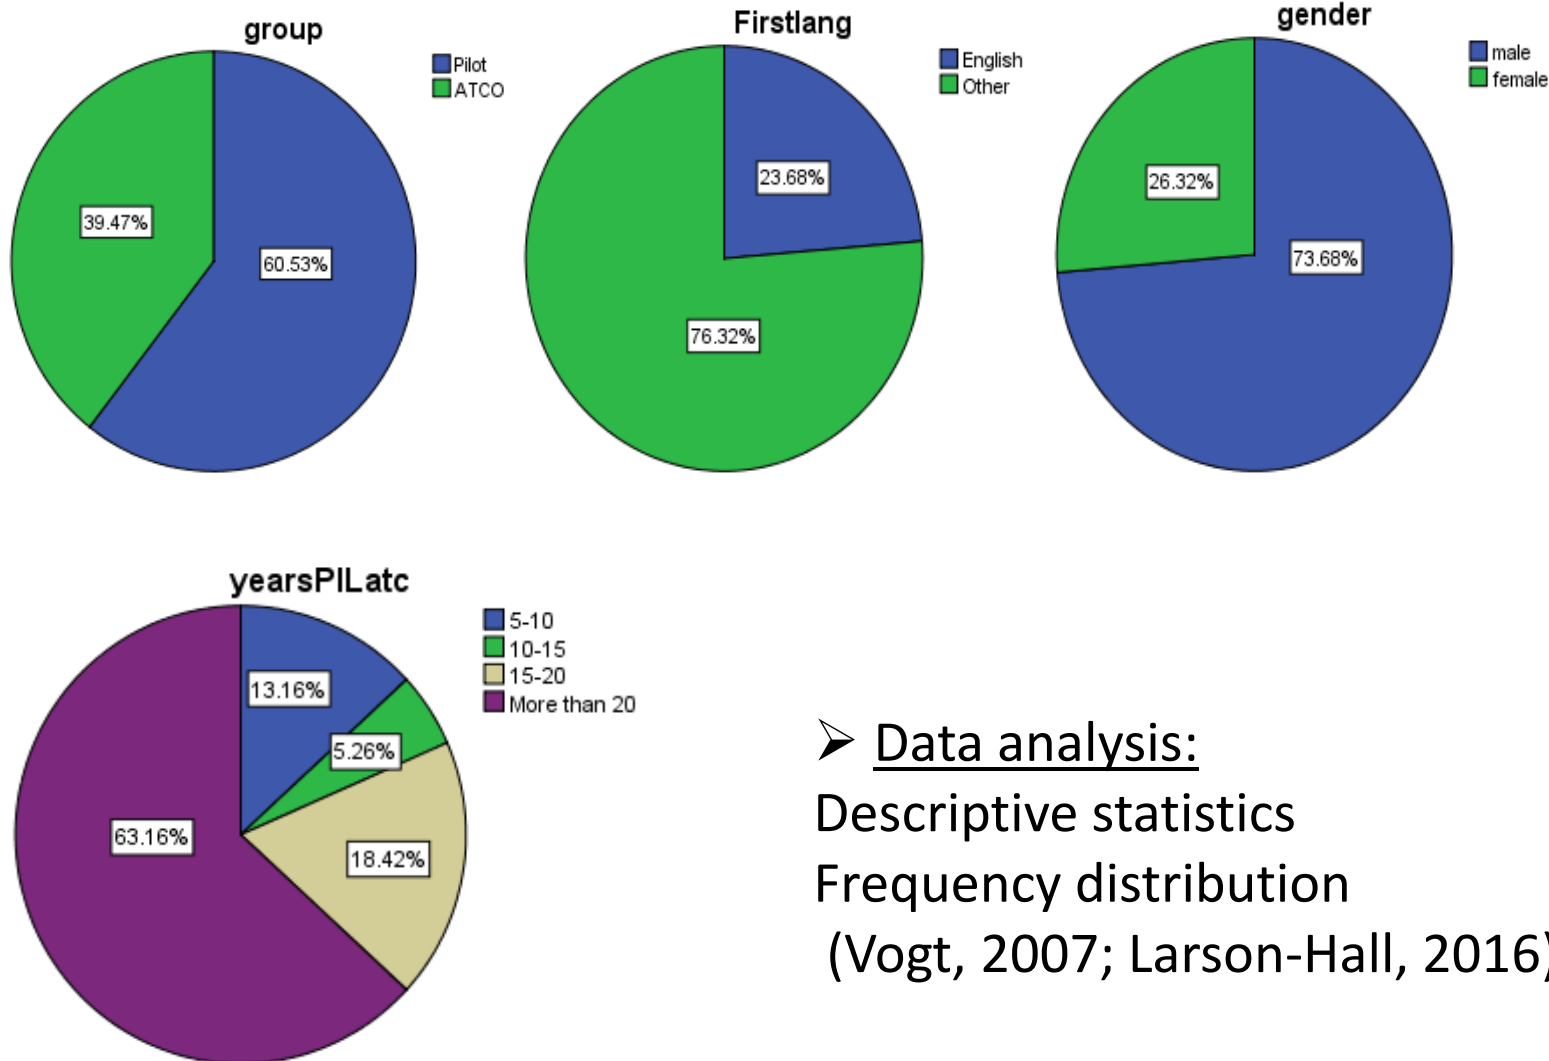 group
Pilot
ATCO
39.47%
60.53%
Firstlang
English
Other
23.68%
76.32%
gender
male
female
26.32%
73.68%
yearsPILatc
5-10
10-15
15-20
More than 20
13.16%
5.26%
63.16%
18.42%
➢ Data analysis:
Descriptive statistics
Frequency distribution
(Vogt, 2007; Larson-Hall, 2016)